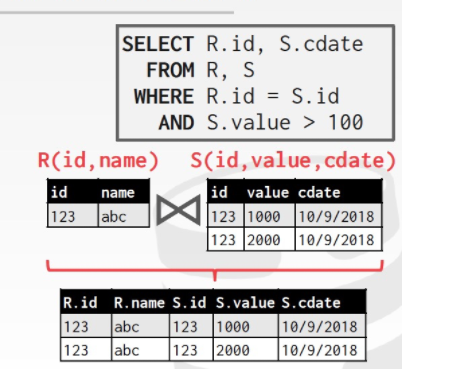 SELECT R.id, S.cdate
FROM R, S
WHERE R.id = S.id
AND S.value > 100
R(id,name) S(id,value,cdate)
id name id value cdate
123 abc 123 1000 10/9/2018
123 2000 10/9/2018
R.id R.name S.id S.value S.cdate
123 abc 123 1000 10/9/2018
123 abc 123 2000 10/9/2018